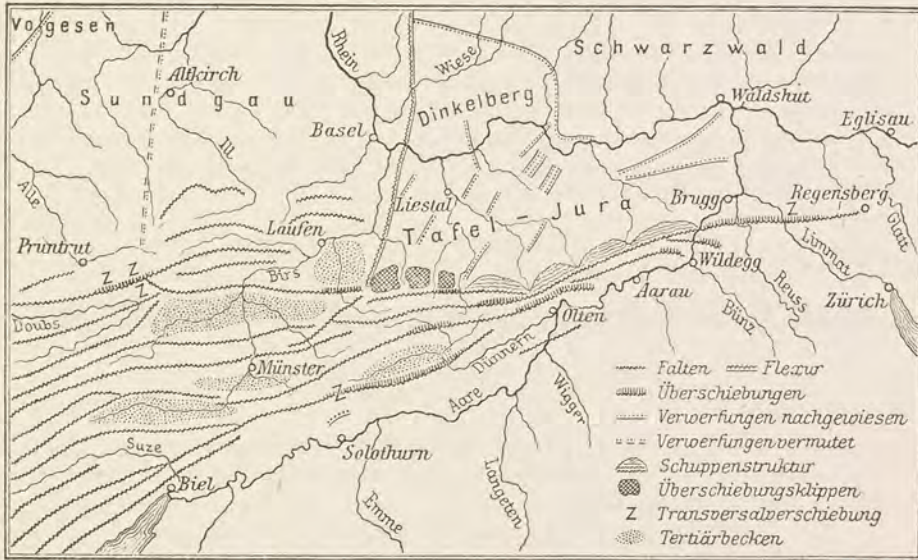 Vogesen
Schwarzwald
Rhein
Wiese
Altkirch
Sundgau
Dinkelberg
Waldshut
Basel
Eglisau
Ill
Alle
Liestal
Brugg
Regensberg
Tafel-Jura
Glatt
Laufen
Pruntrut
Birs
Z
Limmat
Wildegg
Z
Z
Z
Aarau
Reuss
Zürich
Doubs
Olten
Bünz
Dünnern
Münster
Falten
Flexur
Z
Aare
Wigger
Überschiebungen
Verwerfungen nachgewiesen
Suze
Solothurn
Verwerfungen vermutet
Langeten
Schuppenstruktur
Biel
Überschiebungsklippen
Emme
Z Transversalverschiebung
Tertiärbecken